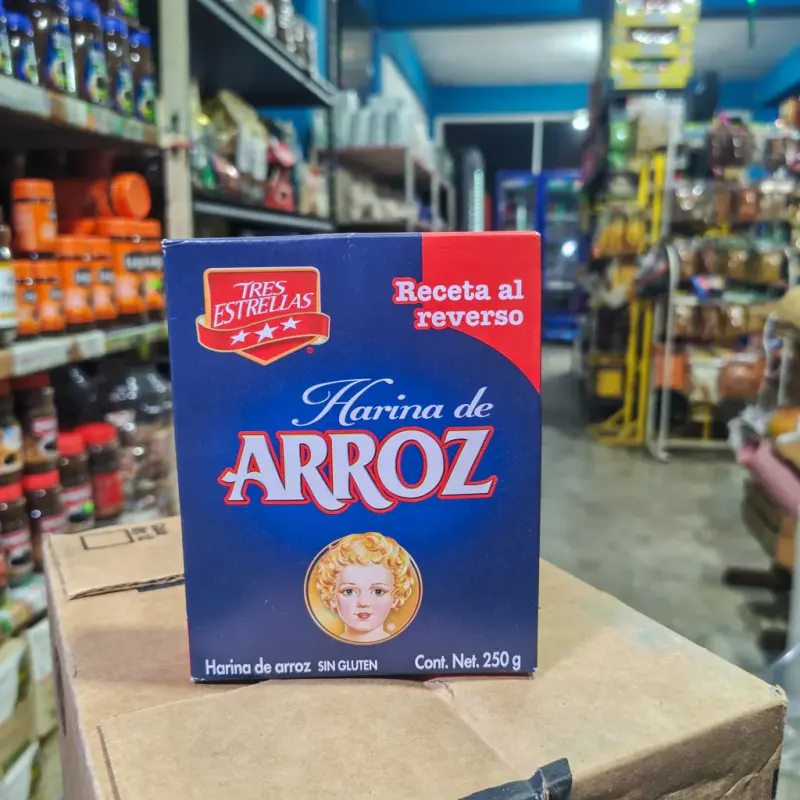 TRES
ESTRELLAS
Receta al
reverso
Harina de
ARROZ
Harina de arroz SIN GLUTEN
Cont. Net. 250 g